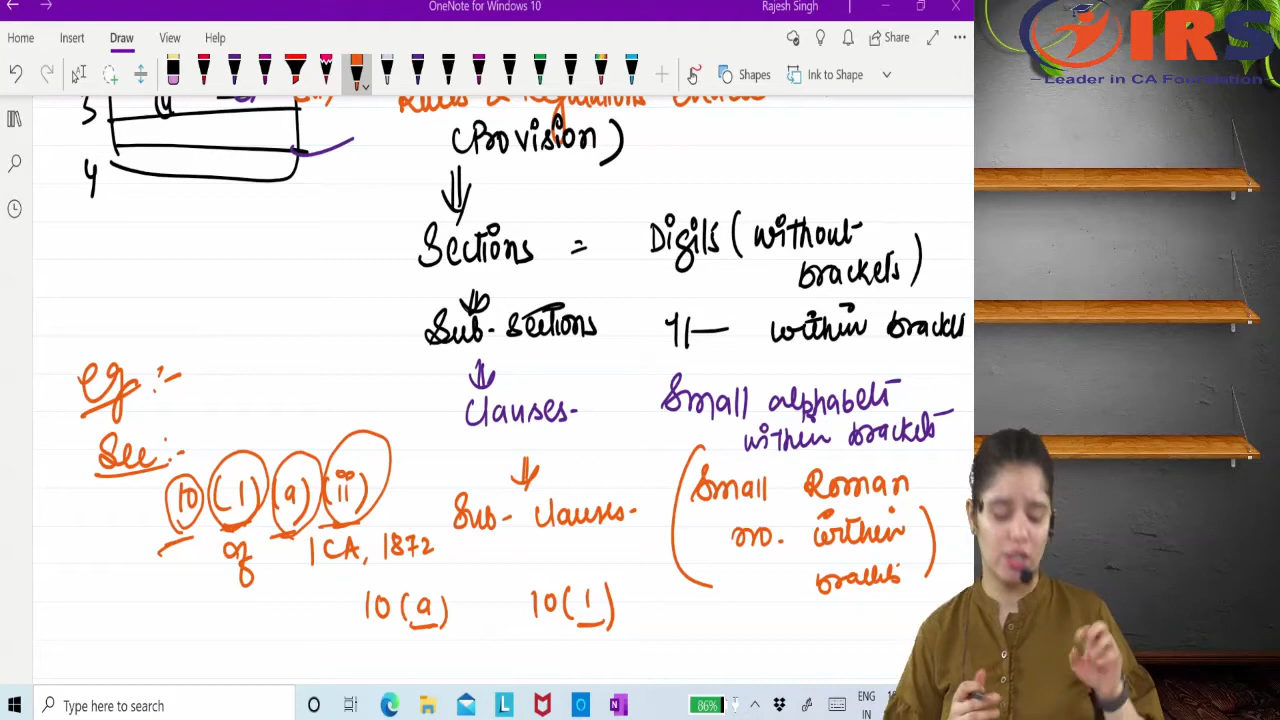 OneNote for Windows 10
Rajesh Singh
Home Insert Draw View Help
Share
Shapes
Ink to Shape
IRS
Leader in CA Foundation
3
4
Rules & Regulations
(Provision)
Sections = Digits (without
brackets)
Sub-Sections —||— within bracket
Clauses- Small alphabets
within brackets
Sub-Clauses- (Small Roman
no. within
brackets)
eg :-
Sec :-
10 (1) (a) (ii)
of ICA, 1872
10(a) 10(1)
Type here to search
86%
ENG
IN